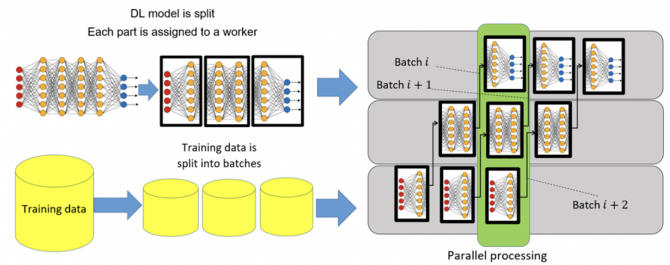 DL model is split
Each part is assigned to a worker
Batch i
Batch i + 1
Training data is
split into batches
Training data
Batch i + 2
Parallel processing